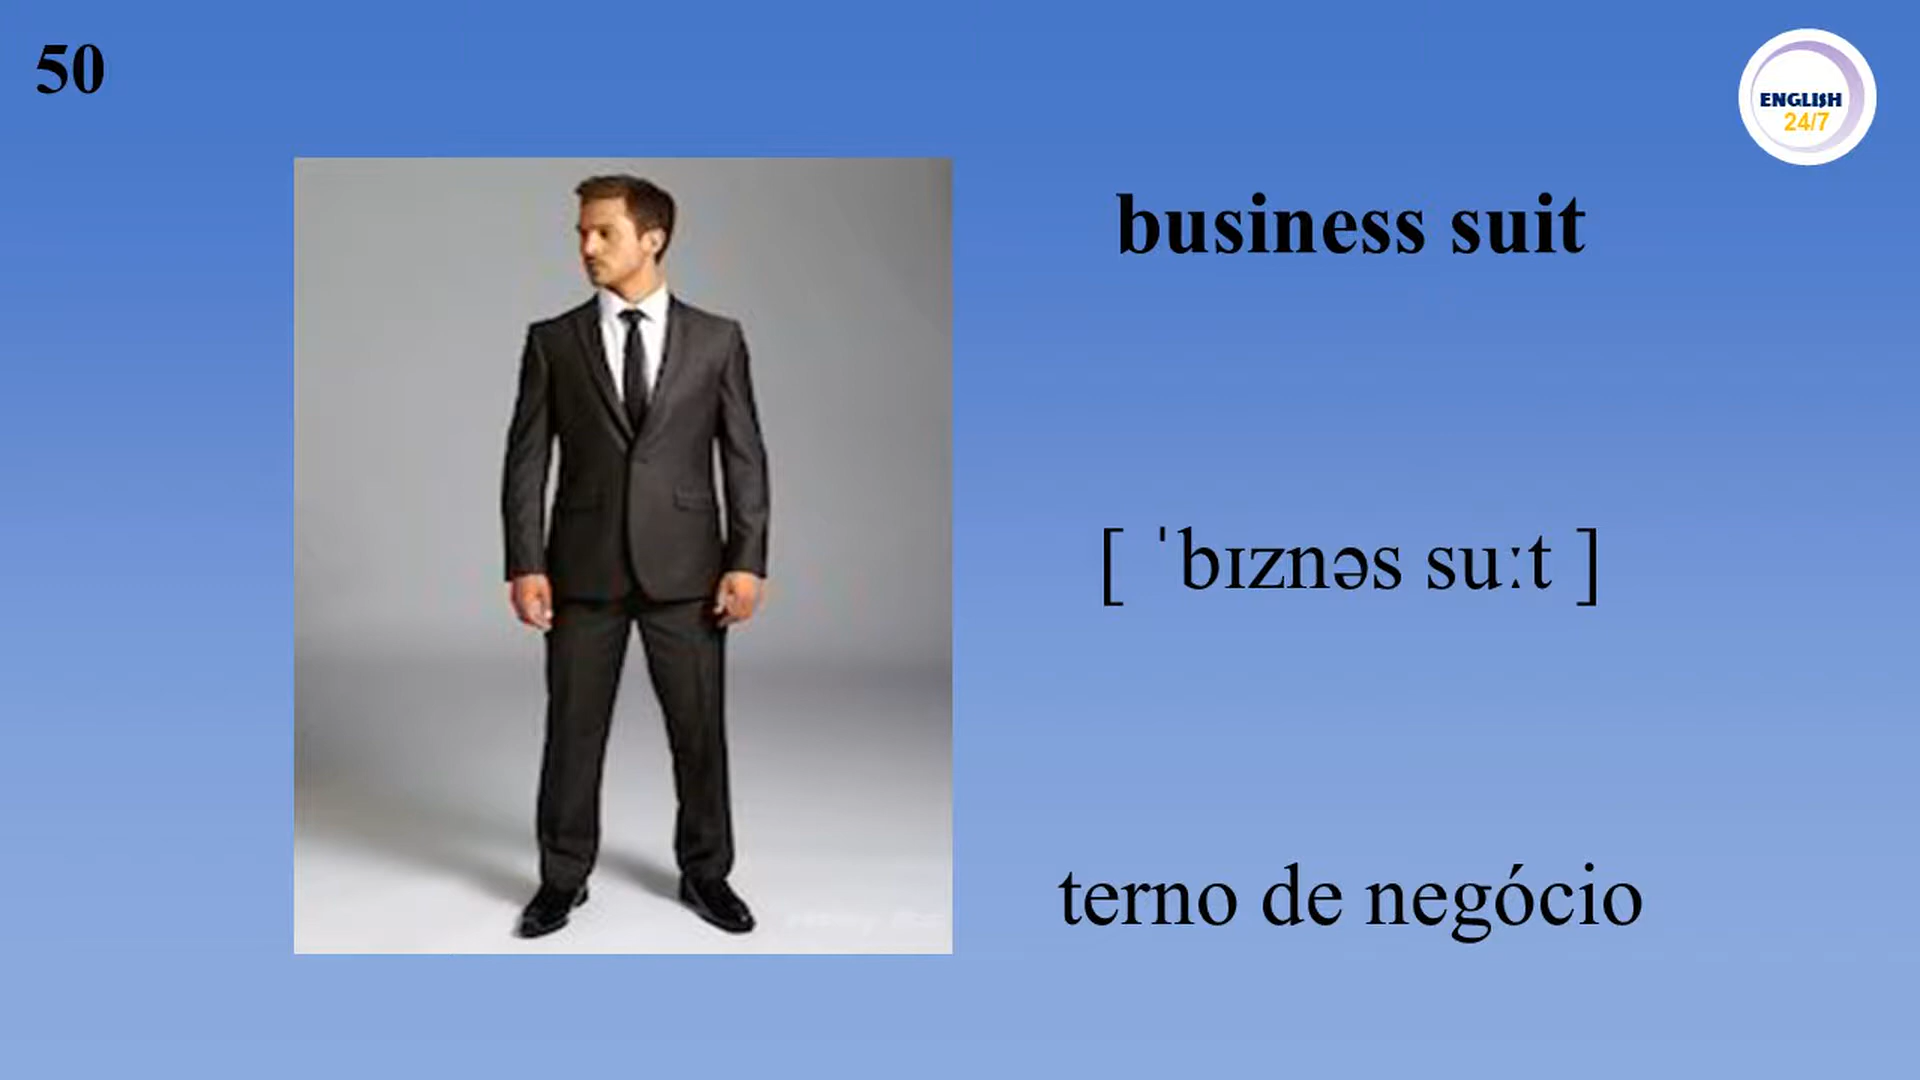 50
ENGLISH
24/7
business suit
[ ˈbɪznəs suːt ]
terno de negócio